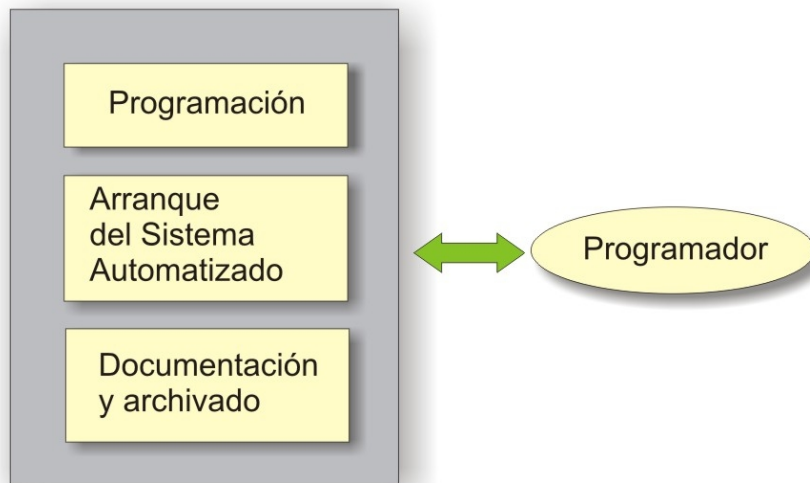 Programación
Arranque
del Sistema
Automatizado
Programador
Documentación
y archivado